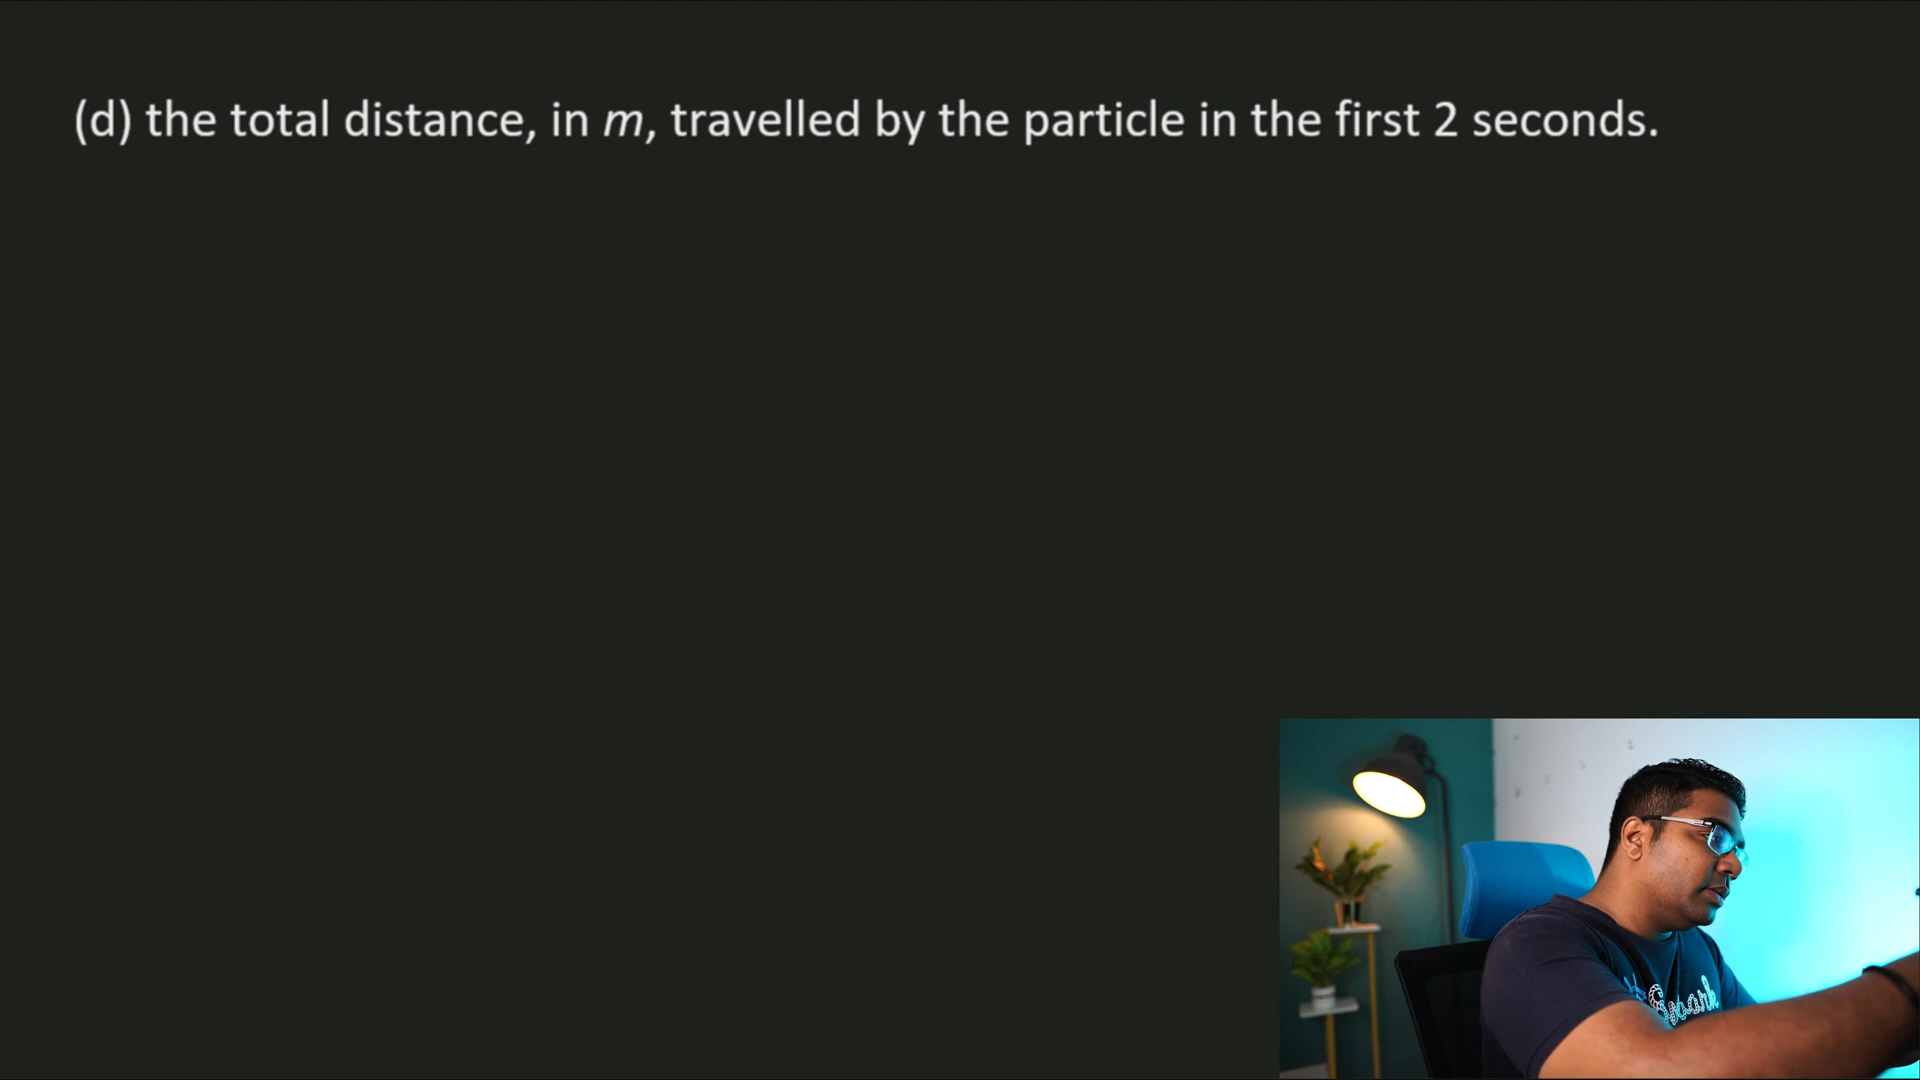 (d) the total distance, in m, travelled by the particle in the first 2 seconds.